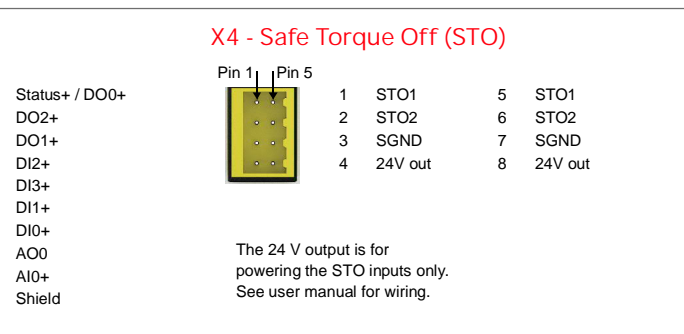 X4 - Safe Torque Off (STO)
Pin 1 Pin 5
Status+ / DO0+
DO2+
DO1+
DI2+
DI3+
DI1+
DI0+
AO0
AI0+
Shield
1 STO1 5 STO1
2 STO2 6 STO2
3 SGND 7 SGND
4 24V out 8 24V out
The 24 V output is for
powering the STO inputs only.
See user manual for wiring.